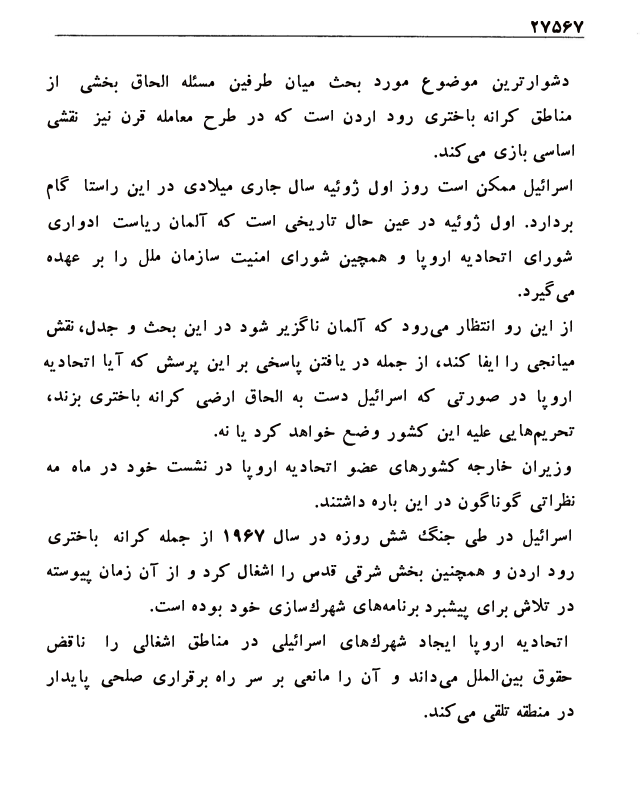 ۲۷۵۶۷
دشوارترین موضوع مورد بحث میان طرفین مسئله الحاق بخشی از
مناطق کرانه باختری رود اردن است که در طرح معامله قرن نیز نقشی
اساسی بازی می‌کند.
اسرائیل ممکن است روز اول ژوئیه سال جاری میلادی در این راستا گام
بردارد. اول ژوئیه در عین حال تاریخی است که آلمان ریاست ادواری
شورای اتحادیه اروپا و همچین شورای امنیت سازمان ملل را بر عهده
می‌گیرد.
از این رو انتظار می‌رود که آلمان ناگزیر شود در این بحث و جدل، نقش
میانجی را ایفا کند، از جمله در یافتن پاسخی بر این پرسش که آیا اتحادیه
اروپا در صورتی که اسرائیل دست به الحاق ارضی کرانه باختری بزند،
تحریم‌هایی علیه این کشور وضع خواهد کرد یا نه.
وزیران خارجه کشورهای عضو اتحادیه اروپا در نشست خود در ماه مه
نظراتی گوناگون در این باره داشتند.
اسرائیل در طی جنگ شش روزه در سال ۱۹۶۷ از جمله کرانه باختری
رود اردن و همچنین بخش شرقی قدس را اشغال کرد و از آن زمان پیوسته
در تلاش برای پیشبرد برنامه‌های شهرک‌سازی خود بوده است.
اتحادیه اروپا ایجاد شهرک‌های اسرائیلی در مناطق اشغالی را ناقض
حقوق بین‌الملل می‌داند و آن را مانعی بر سر راه برقراری صلحی پایدار
در منطقه تلقی می‌کند.